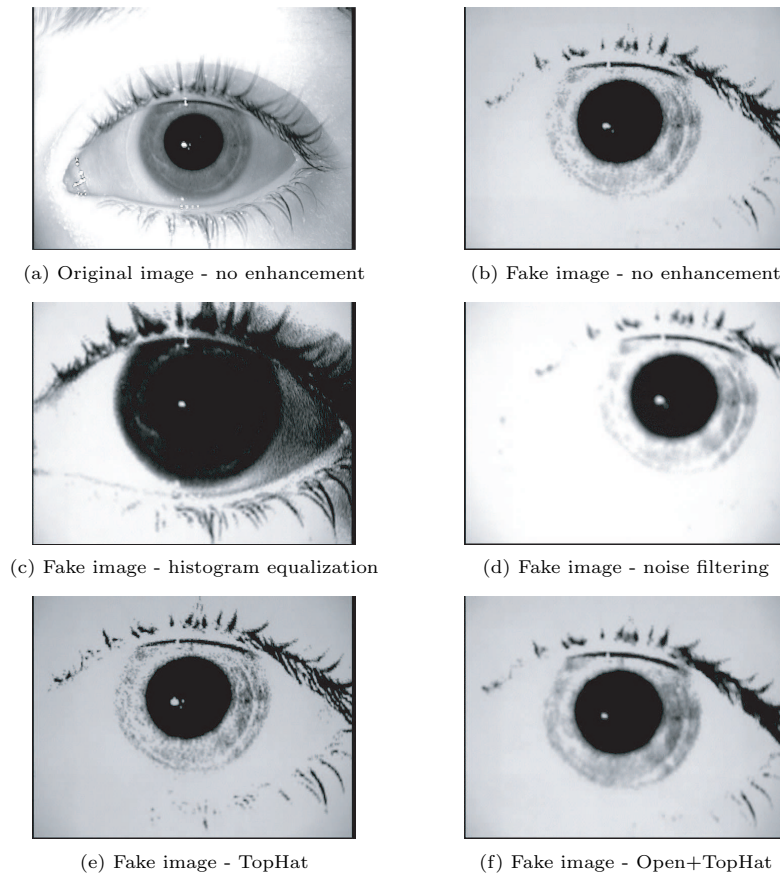 (a) Original image - no enhancement
(b) Fake image - no enhancement
(c) Fake image - histogram equalization
(d) Fake image - noise filtering
(e) Fake image - TopHat
(f) Fake image - Open+TopHat